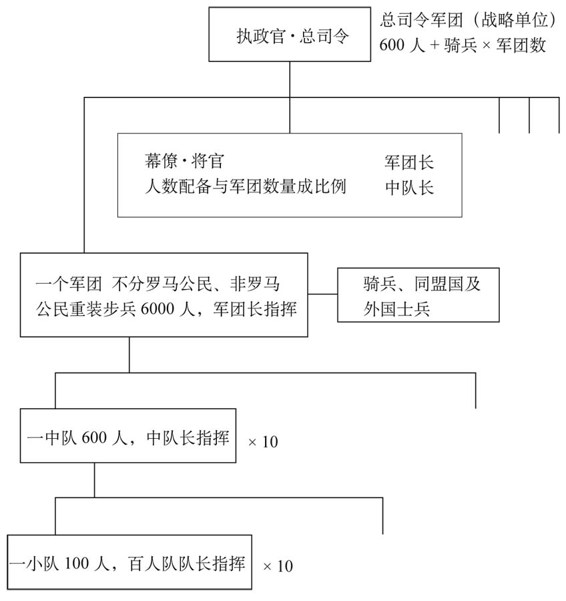 执政官·总司令
总司令军团（战略单位）
600 人 + 骑兵 × 军团数
幕僚·将官 军团长
人数配备与军团数量成比例 中队长
一个军团 不分罗马公民、非罗马
公民重装步兵 6000 人，军团长指挥
骑兵、同盟国及
外国士兵
一中队 600 人，中队长指挥 × 10
一小队 100 人，百人队队长指挥 × 10